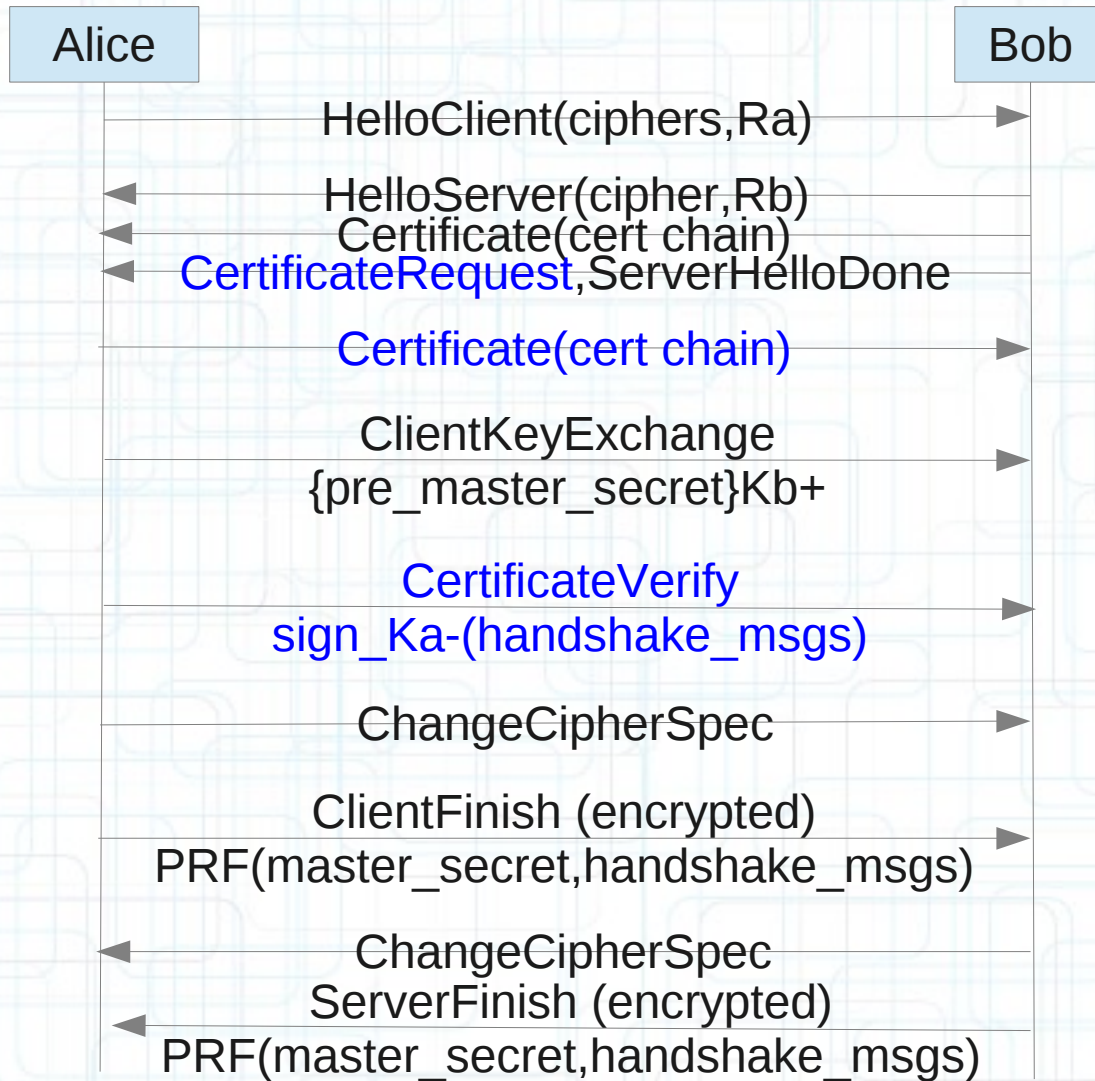 Alice
Bob
HelloClient(ciphers,Ra)
HelloServer(cipher,Rb)
Certificate(cert chain)
CertificateRequest,ServerHelloDone
Certificate(cert chain)
ClientKeyExchange
{pre_master_secret}Kb+
CertificateVerify
sign_Ka-(handshake_msgs)
ChangeCipherSpec
ClientFinish (encrypted)
PRF(master_secret,handshake_msgs)
ChangeCipherSpec
ServerFinish (encrypted)
PRF(master_secret,handshake_msgs)